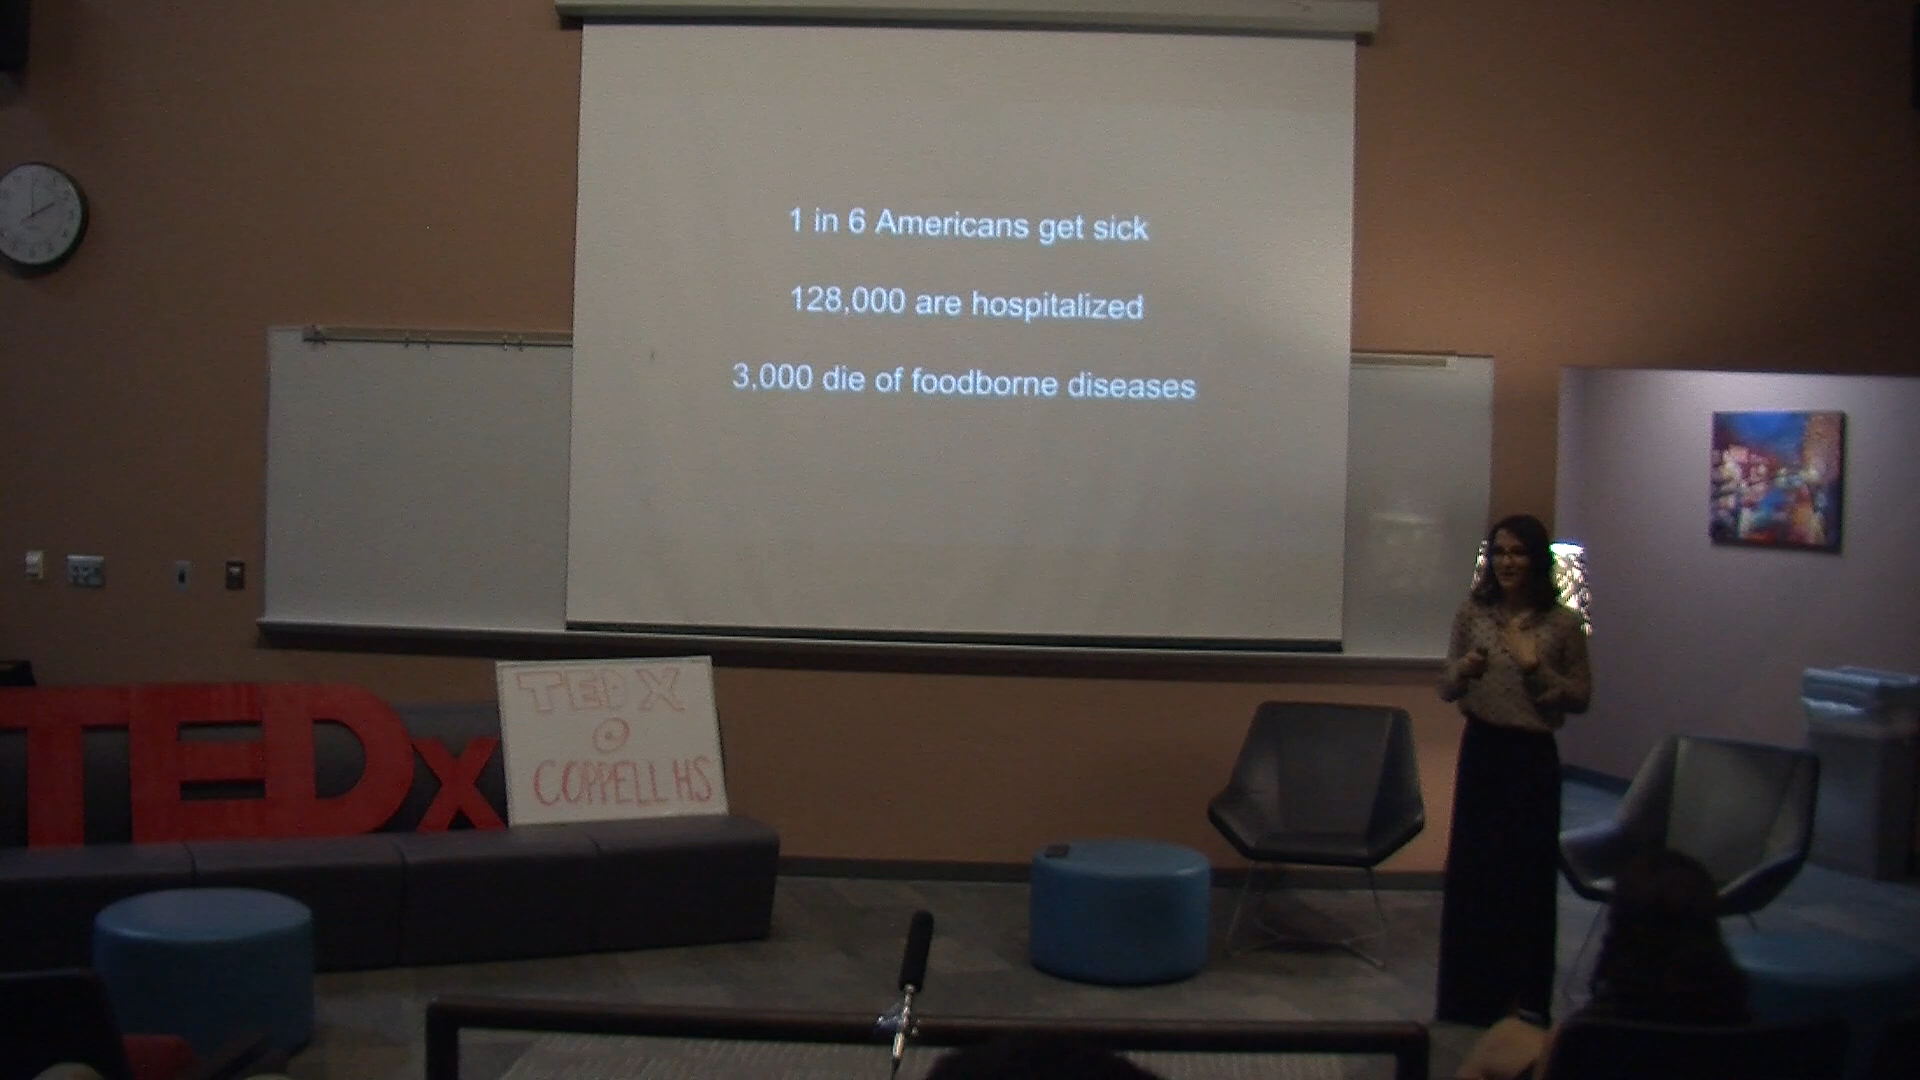 1 in 6 Americans get sick
128,000 are hospitalized
3,000 die of foodborne diseases
TEDx
TEDX
@
COPPELL HS